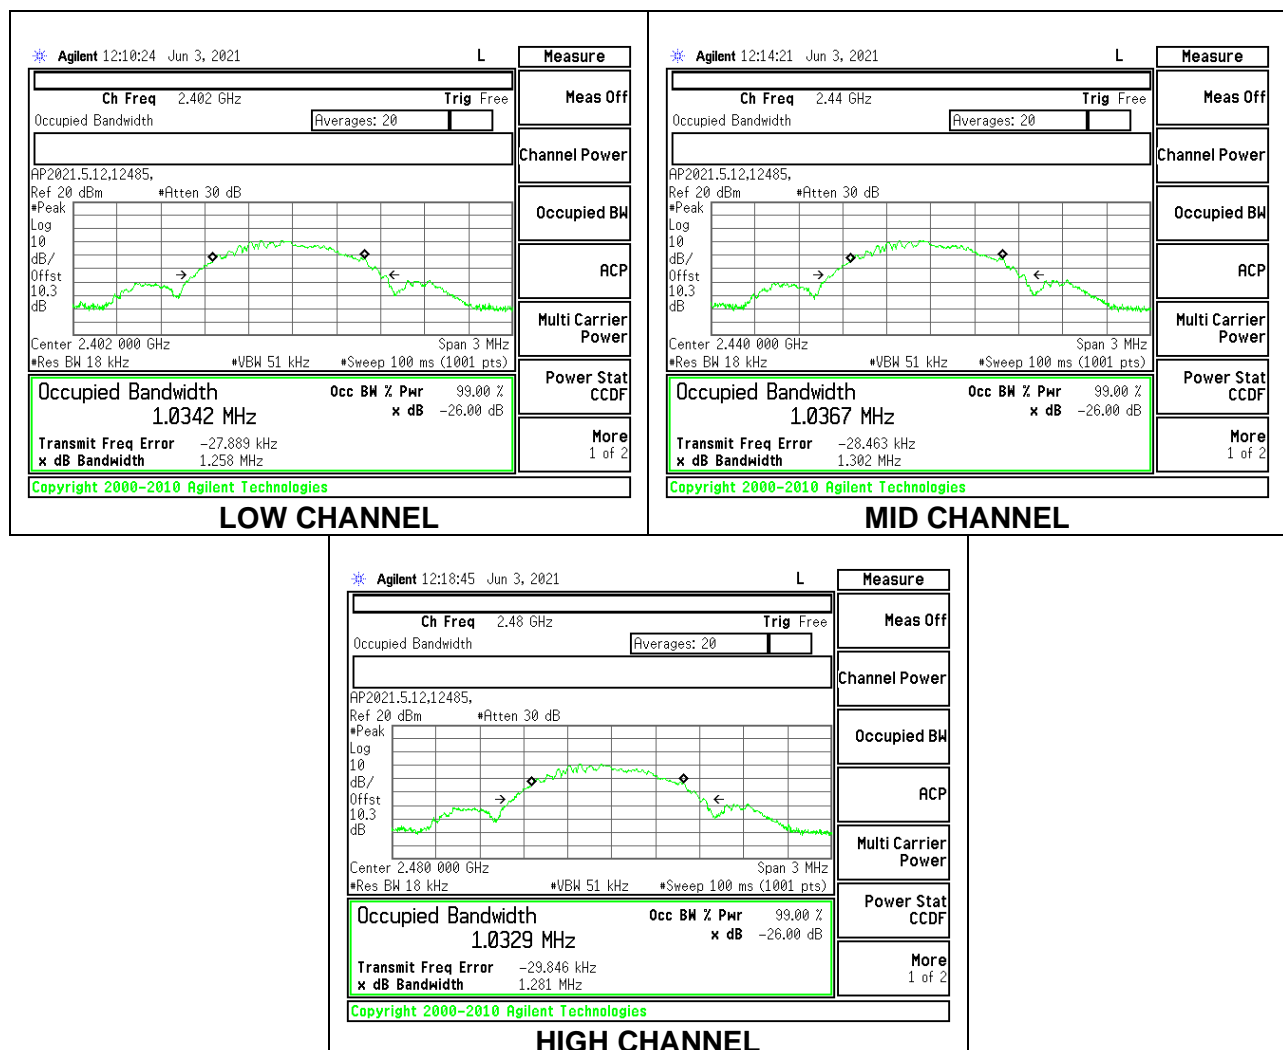 Agilent 12:10:24 Jun 3, 2021 L Measure
Ch Freq 2.402 GHz Trig Free
Meas Off
Occupied Bandwidth Averages: 20
Channel Power
AP2021.5.12,12485,
Ref 20 dBm #Atten 30 dB
#Peak
Log
10
dB/
Offst
10.3
dB
Occupied BW
ACP
Multi Carrier
Power
Center 2.402 000 GHz Span 3 MHz
#Res BW 18 kHz #VBW 51 kHz #Sweep 100 ms (1001 pts)
Power Stat
CCDF
Occupied Bandwidth Occ BW % Pwr 99.00 %
1.0342 MHz x dB -26.00 dB
Transmit Freq Error -27.889 kHz
x dB Bandwidth 1.258 MHz
More
1 of 2
Copyright 2000-2010 Agilent Technologies
LOW CHANNEL
Agilent 12:14:21 Jun 3, 2021 L Measure
Ch Freq 2.44 GHz Trig Free
Meas Off
Occupied Bandwidth Averages: 20
Channel Power
AP2021.5.12,12485,
Ref 20 dBm #Atten 30 dB
#Peak
Log
10
dB/
Offst
10.3
dB
Occupied BW
ACP
Multi Carrier
Power
Center 2.440 000 GHz Span 3 MHz
#Res BW 18 kHz #VBW 51 kHz #Sweep 100 ms (1001 pts)
Power Stat
CCDF
Occupied Bandwidth Occ BW % Pwr 99.00 %
1.0367 MHz x dB -26.00 dB
Transmit Freq Error -28.463 kHz
x dB Bandwidth 1.302 MHz
More
1 of 2
Copyright 2000-2010 Agilent Technologies
MID CHANNEL
Agilent 12:18:45 Jun 3, 2021 L Measure
Ch Freq 2.48 GHz Trig Free
Meas Off
Occupied Bandwidth Averages: 20
Channel Power
AP2021.5.12,12485,
Ref 20 dBm #Atten 30 dB
#Peak
Log
10
dB/
Offst
10.3
dB
Occupied BW
ACP
Multi Carrier
Power
Center 2.480 000 GHz Span 3 MHz
#Res BW 18 kHz #VBW 51 kHz #Sweep 100 ms (1001 pts)
Power Stat
CCDF
Occupied Bandwidth Occ BW % Pwr 99.00 %
1.0329 MHz x dB -26.00 dB
Transmit Freq Error -29.846 kHz
x dB Bandwidth 1.281 MHz
More
1 of 2
Copyright 2000-2010 Agilent Technologies
HIGH CHANNEL